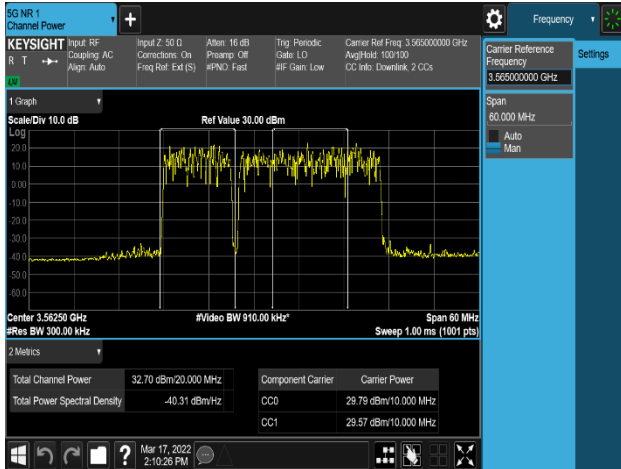 5G NR 1
Channel Power
Frequency
KEYSIGHT
R T
Input: RF
Coupling: AC
Align: Auto
Input Z: 50 Ω
Corrections: On
Freq Ref: Ext (S)
Atten: 16 dB
Preamp: Off
#PNO: Fast
Trig: Periodic
Gate: LO
#IF Gain: Low
Carrier Ref Freq: 3.565000000 GHz
Avg|Hold: 100/100
CC Info: Downlink, 2 CCs
Carrier Reference
Frequency
3.565000000 GHz
Settings
Span
60.000 MHz
Auto
Man
1 Graph
Scale/Div 10.0 dB
Ref Value 30.00 dBm
Log
20.0
10.0
0.00
-10.0
-20.0
-30.0
-40.0
-50.0
-60.0
Center 3.56250 GHz
#Video BW 910.00 kHz*
Span 60 MHz
#Res BW 300.00 kHz
Sweep 1.00 ms (1001 pts)
2 Metrics
Total Channel Power 32.70 dBm/20.000 MHz
Total Power Spectral Density -40.31 dBm/Hz
Component Carrier Carrier Power
CC0 29.79 dBm/10.000 MHz
CC1 29.57 dBm/10.000 MHz
?
Mar 17, 2022
2:10:26 PM